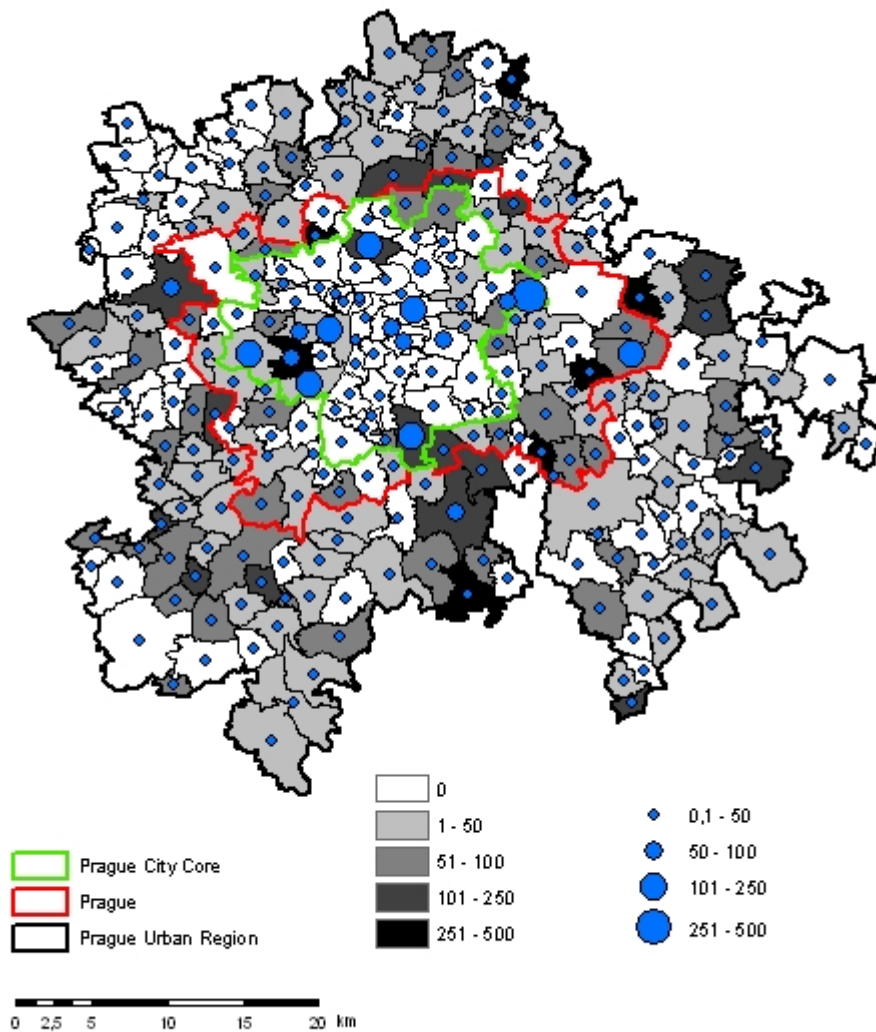 Prague City Core
Prague
Prague Urban Region
0
1 - 50
51 - 100
101 - 250
251 - 500
0,1 - 50
50 - 100
101 - 250
251 - 500
0 2,5 5 10 15 20 km